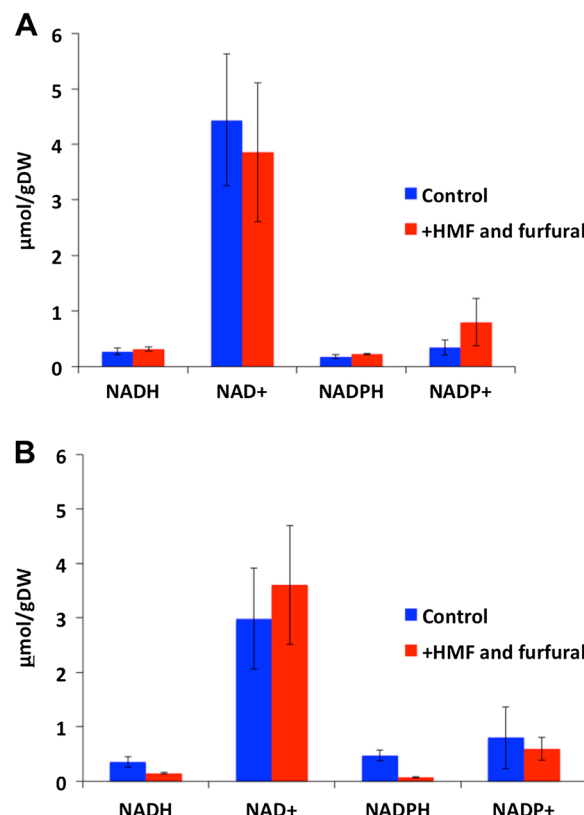 A
6
5
4
3
2
1
0
µmol/gDW
Control
+HMF and furfural
NADH NAD+ NADPH NADP+
B
6
5
4
3
2
1
0
µmol/gDW
Control
+HMF and furfural
NADH NAD+ NADPH NADP+